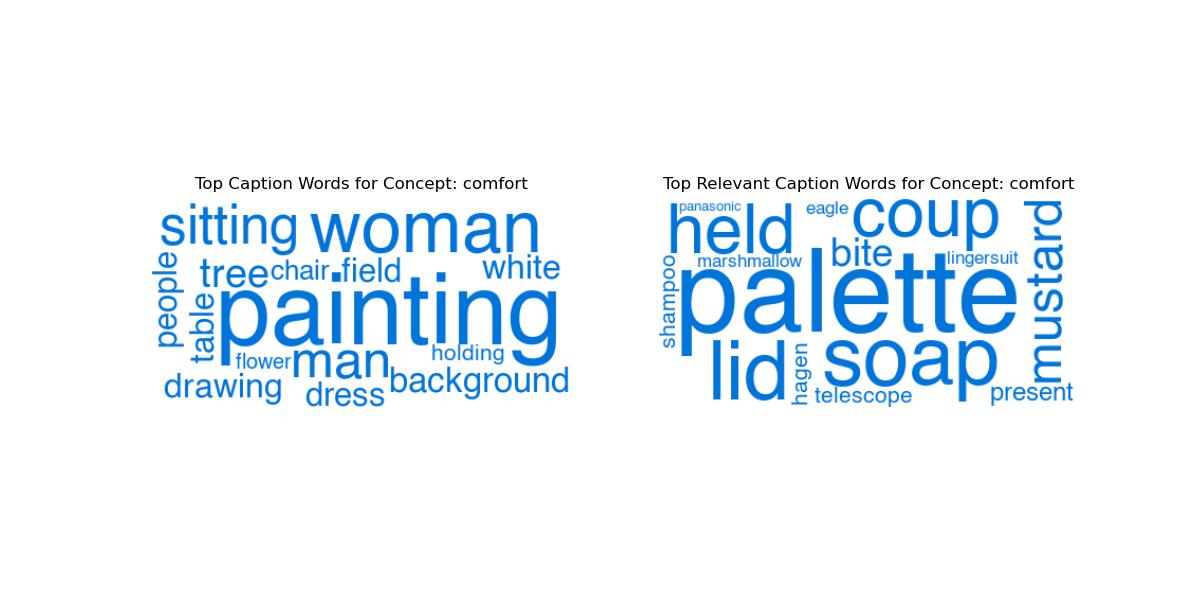 Top Caption Words for Concept: comfort
sitting woman
people tree chair field white
table painting
flower man holding
drawing dress background
Top Relevant Caption Words for Concept: comfort
panasonic eagle coup
held bite mustard
marshmallow lingersuit
shampoo palette
lid hagen soap
telescope present